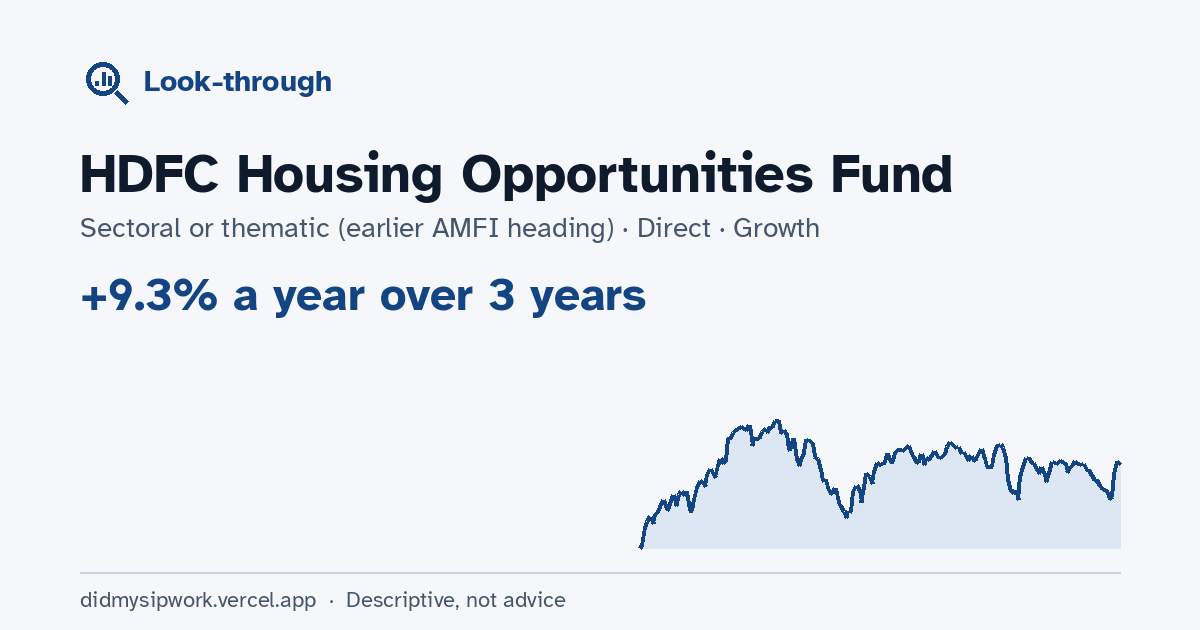 Look-through
HDFC Housing Opportunities Fund
Sectoral or thematic (earlier AMFI heading) · Direct · Growth
+9.3% a year over 3 years
didmysipwork.vercel.app · Descriptive, not advice